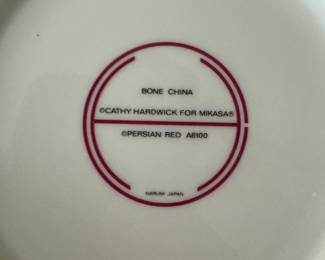 BONE CHINA
©CATHY HARDWICK FOR MIKASA®
©PERSIAN RED A8100
NARUMI JAPAN